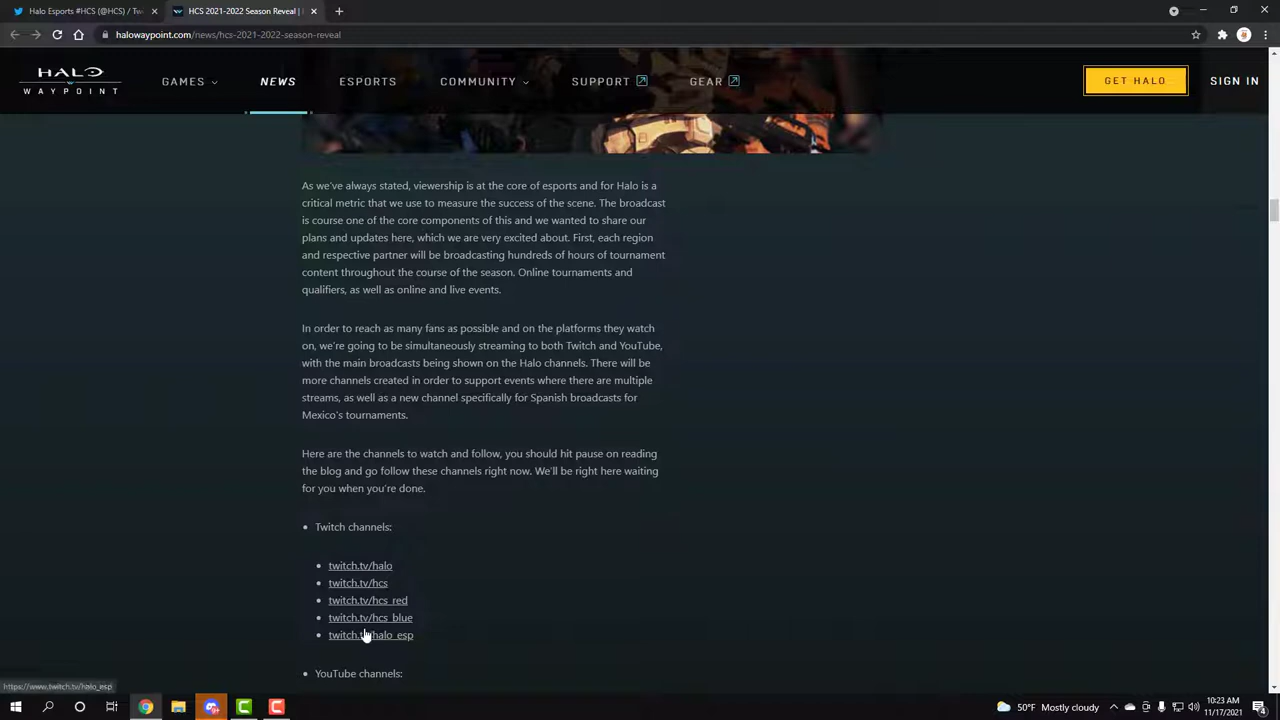 Halo Esports #HCS (@HCS) / Tw
HCS 2021-2022 Season Reveal |
halowaypoint.com/news/hcs-2021-2022-season-reveal
HALO
WAYPOINT
GAMES
NEWS
ESPORTS
COMMUNITY
SUPPORT
GEAR
GET HALO
SIGN IN
As we've always stated, viewership is at the core of esports and for Halo is a
critical metric that we use to measure the success of the scene. The broadcast
is course one of the core components of this and we wanted to share our
plans and updates here, which we are very excited about. First, each region
and respective partner will be broadcasting hundreds of hours of tournament
content throughout the course of the season. Online tournaments and
qualifiers, as well as online and live events.
In order to reach as many fans as possible and on the platforms they watch
on, we're going to be simultaneously streaming to both Twitch and YouTube,
with the main broadcasts being shown on the Halo channels. There will be
more channels created in order to support events where there are multiple
streams, as well as a new channel specifically for Spanish broadcasts for
Mexico's tournaments.
Here are the channels to watch and follow, you should hit pause on reading
the blog and go follow these channels right now. We'll be right here waiting
for you when you're done.
• Twitch channels:
• twitch.tv/halo
• twitch.tv/hcs
• twitch.tv/hcs_red
• twitch.tv/hcs_blue
• twitch.tv/halo_esp
• YouTube channels:
https://www.twitch.tv/halo_esp
9+
50°F Mostly cloudy
10:23 AM
11/17/2021
4